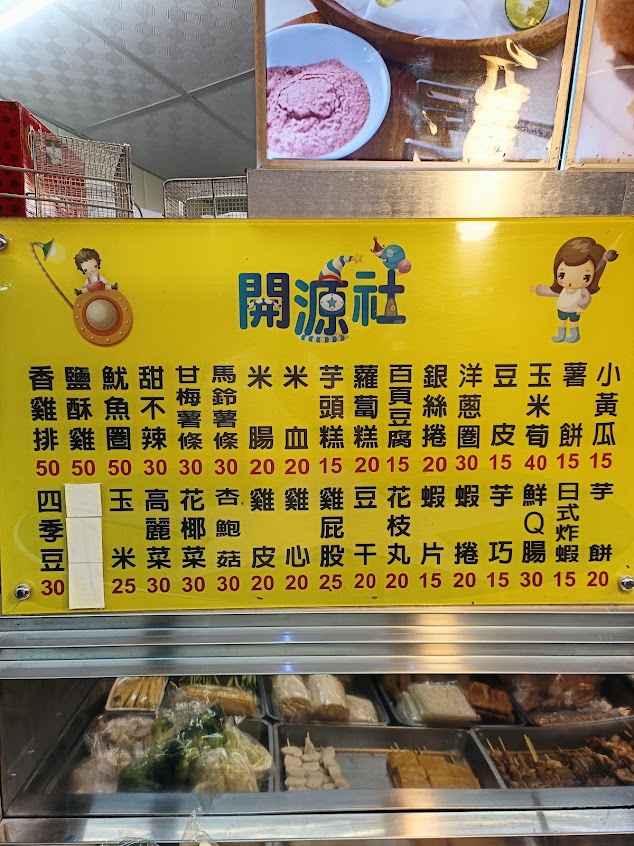 開源社
香雞排 50
鹽酥雞 50
魷魚圈 50
甜不辣 30
甘梅薯條 30
馬鈴薯條 30
米腸 20
米血 20
芋頭糕 15
蘿蔔糕 20
百頁豆腐 15
銀絲捲 20
洋蔥圈 30
豆皮 15
玉米荀 40
薯餅 15
小黃瓜 15
四季豆 30
玉米 25
高麗菜 30
花椰菜 30
杏鮑菇 30
雞皮 20
雞心 20
雞屁股 25
豆干 20
花枝丸 20
蝦片 15
蝦捲 20
芋巧 15
鮮Q腸 30
日式炸蝦 15
芋餅 20